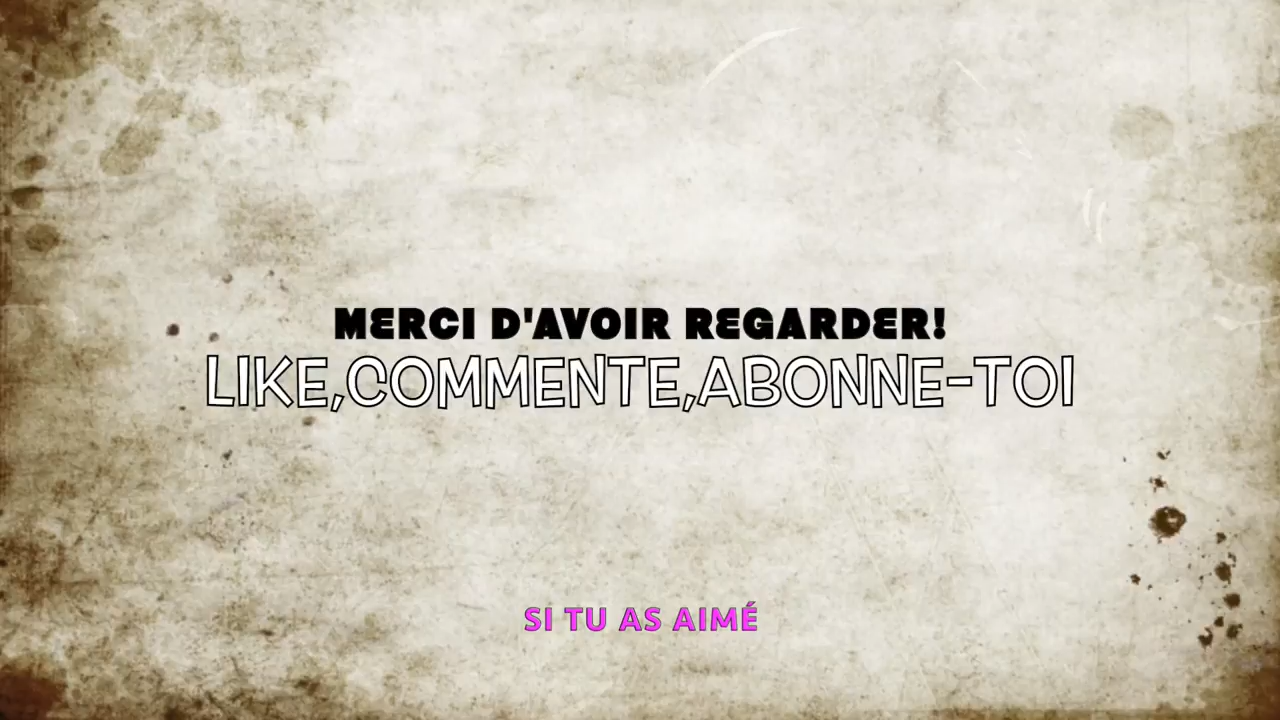 MERCI D'AVOIR REGARDER!
LIKE,COMMENTE,ABONNE-TOI
SI TU AS AIMÉ